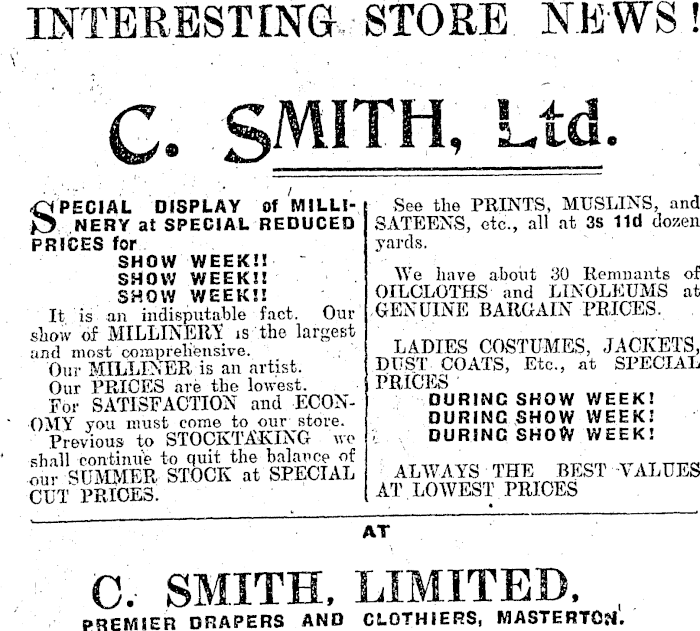 INTERESTING STORE NEWS!
C. SMITH, Ltd.
SPECIAL DISPLAY of MILLI-
NERY at SPECIAL REDUCED
PRICES for
SHOW WEEK!!
SHOW WEEK!!
SHOW WEEK!!
It is an indisputable fact. Our
show of MILLINERY is the largest
and most comprehensive.
Our MILLINER is an artist.
Our PRICES are the lowest.
For SATISFACTION and ECON-
OMY you must come to our store.
Previous to STOCKTAKING we
shall continue to quit the balance of
our SUMMER STOCK at SPECIAL
CUT PRICES.
See the PRINTS, MUSLINS, and
SATEENS, etc., all at 3s 11d dozen
yards.
We have about 30 Remnants of
OILCLOTHS and LINOLEUMS at
GENUINE BARGAIN PRICES.
LADIES COSTUMES, JACKETS,
DUST COATS, Etc., at SPECIAL
PRICES
DURING SHOW WEEK!
DURING SHOW WEEK!
DURING SHOW WEEK!
ALWAYS THE BEST VALUES
AT LOWEST PRICES
AT
C. SMITH, LIMITED,
PREMIER DRAPERS AND CLOTHIERS, MASTERTON.